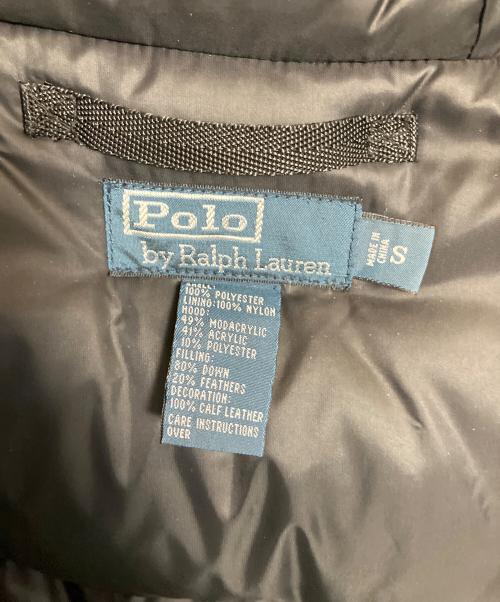 Polo
by Ralph Lauren
MADE IN
CHINA
S
100% POLYESTER
LINING:100% NYLON
HOOD:
49% MODACRYLIC
41% ACRYLIC
10% POLYESTER
FILLING:
80% DOWN
20% FEATHERS
DECORATION:
100% CALF LEATHER
CARE INSTRUCTIONS
OVER